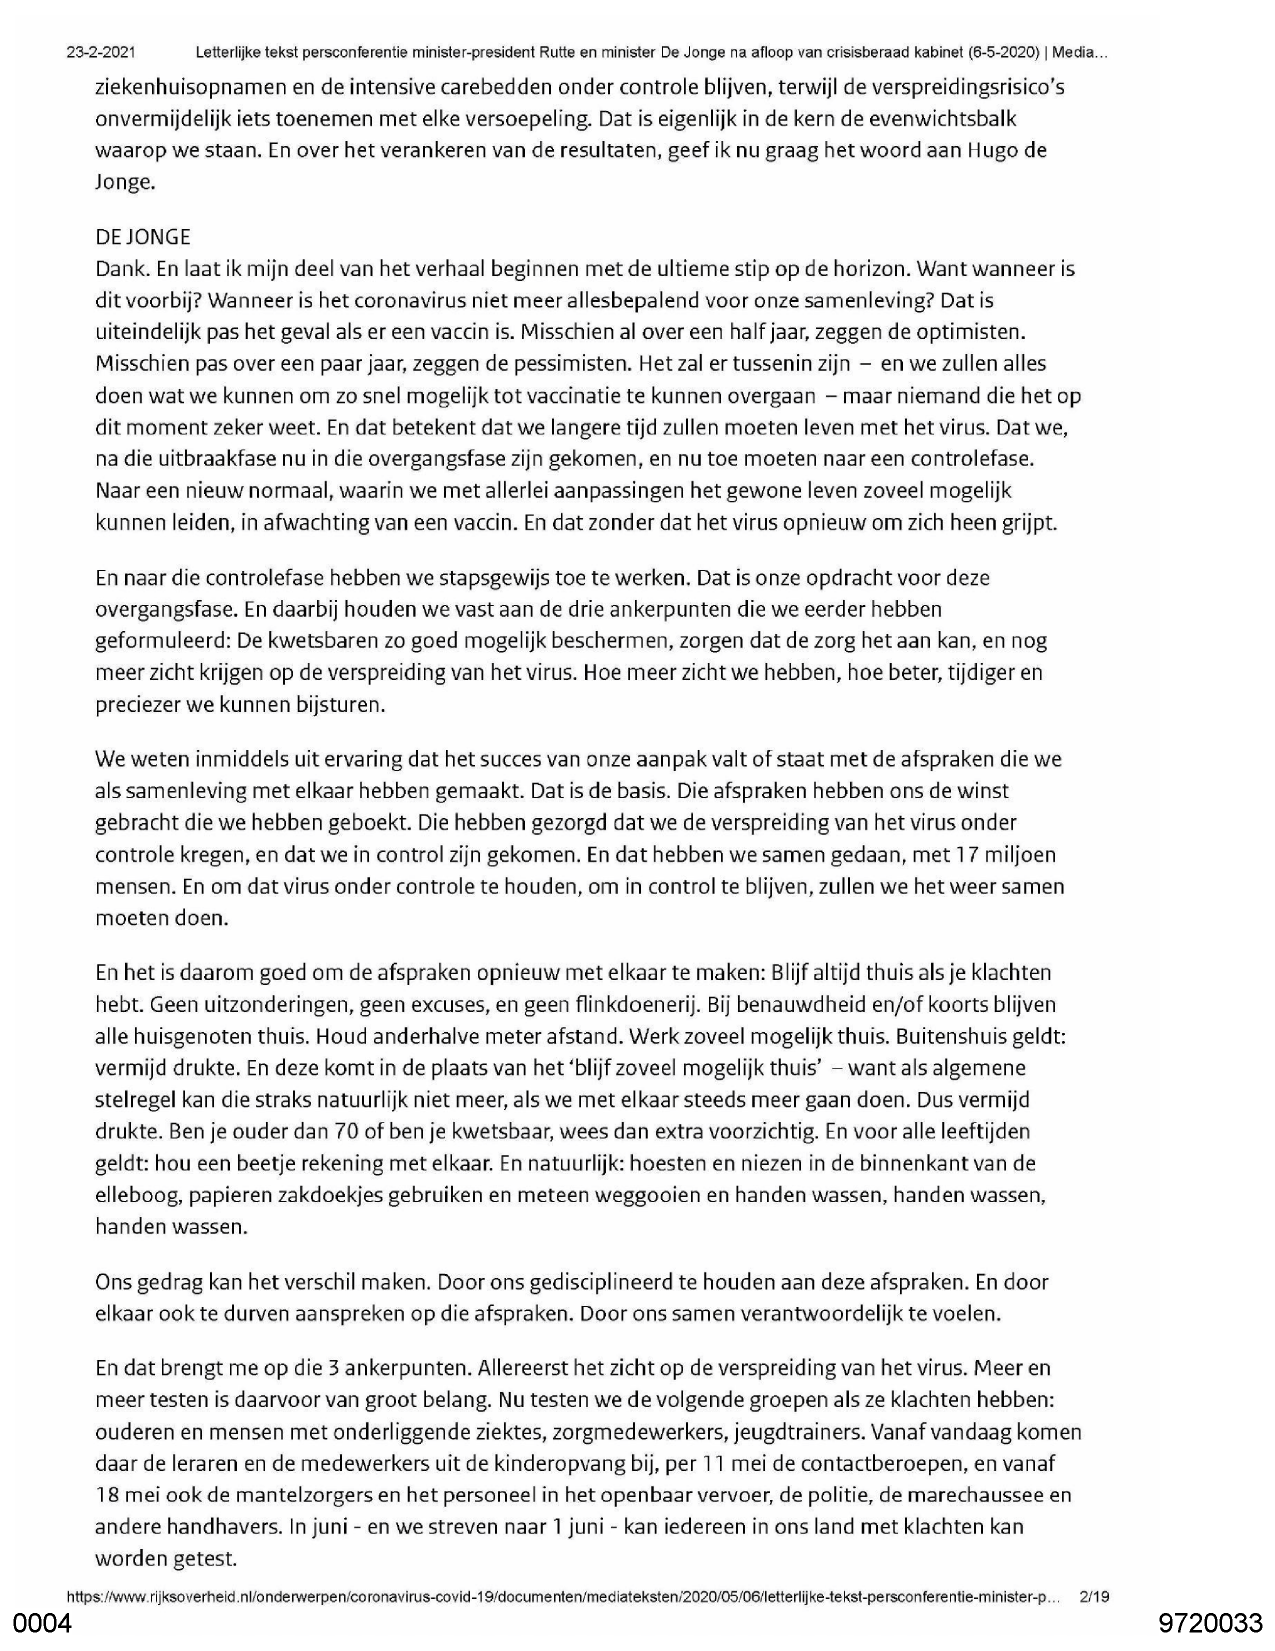 23-2-2021 Letterlijke tekst persconferentie minister-president Rutte en minister De Jonge na afloop van crisisberaad kabinet (6-5-2020) | Media...
ziekenhuisopnamen en de intensive carebedden onder controle blijven, terwijl de verspreidingsrisico's
onvermijdelijk iets toenemen met elke versoepeling. Dat is eigenlijk in de kern de evenwichtsbalk
waarop we staan. En over het verankeren van de resultaten, geef ik nu graag het woord aan Hugo de
Jonge.
DE JONGE
Dank. En laat ik mijn deel van het verhaal beginnen met de ultieme stip op de horizon. Want wanneer is
dit voorbij? Wanneer is het coronavirus niet meer allesbepalend voor onze samenleving? Dat is
uiteindelijk pas het geval als er een vaccin is. Misschien al over een half jaar, zeggen de optimisten.
Misschien pas over een paar jaar, zeggen de pessimisten. Het zal er tussenin zijn – en we zullen alles
doen wat we kunnen om zo snel mogelijk tot vaccinatie te kunnen overgaan – maar niemand die het op
dit moment zeker weet. En dat betekent dat we langere tijd zullen moeten leven met het virus. Dat we,
na die uitbraakfase nu in die overgangsfase zijn gekomen, en nu toe moeten naar een controlefase.
Naar een nieuw normaal, waarin we met allerlei aanpassingen het gewone leven zoveel mogelijk
kunnen leiden, in afwachting van een vaccin. En dat zonder dat het virus opnieuw om zich heen grijpt.
En naar die controlefase hebben we stapsgewijs toe te werken. Dat is onze opdracht voor deze
overgangsfase. En daarbij houden we vast aan de drie ankerpunten die we eerder hebben
geformuleerd: De kwetsbaren zo goed mogelijk beschermen, zorgen dat de zorg het aan kan, en nog
meer zicht krijgen op de verspreiding van het virus. Hoe meer zicht we hebben, hoe beter, tijdiger en
preciezer we kunnen bijsturen.
We weten inmiddels uit ervaring dat het succes van onze aanpak valt of staat met de afspraken die we
als samenleving met elkaar hebben gemaakt. Dat is de basis. Die afspraken hebben ons de winst
gebracht die we hebben geboekt. Die hebben gezorgd dat we de verspreiding van het virus onder
controle kregen, en dat we in control zijn gekomen. En dat hebben we samen gedaan, met 17 miljoen
mensen. En om dat virus onder controle te houden, om in control te blijven, zullen we het weer samen
moeten doen.
En het is daarom goed om de afspraken opnieuw met elkaar te maken: Blijf altijd thuis als je klachten
hebt. Geen uitzonderingen, geen excuses, en geen flinkdoenerij. Bij benauwdheid en/of koorts blijven
alle huisgenoten thuis. Houd anderhalve meter afstand. Werk zoveel mogelijk thuis. Buitenshuis geldt:
vermijd drukte. En deze komt in de plaats van het 'blijf zoveel mogelijk thuis' – want als algemene
stelregel kan die straks natuurlijk niet meer, als we met elkaar steeds meer gaan doen. Dus vermijd
drukte. Ben je ouder dan 70 of ben je kwetsbaar, wees dan extra voorzichtig. En voor alle leeftijden
geldt: hou een beetje rekening met elkaar. En natuurlijk: hoesten en niezen in de binnenkant van de
elleboog, papieren zakdoekjes gebruiken en meteen weggooien en handen wassen, handen wassen,
handen wassen.
Ons gedrag kan het verschil maken. Door ons gedisciplineerd te houden aan deze afspraken. En door
elkaar ook te durven aanspreken op die afspraken. Door ons samen verantwoordelijk te voelen.
En dat brengt me op die 3 ankerpunten. Allereerst het zicht op de verspreiding van het virus. Meer en
meer testen is daarvoor van groot belang. Nu testen we de volgende groepen als ze klachten hebben:
ouderen en mensen met onderliggende ziektes, zorgmedewerkers, jeugdtrainers. Vanaf vandaag komen
daar de leraren en de medewerkers uit de kinderopvang bij, per 11 mei de contactberoepen, en vanaf
18 mei ook de mantelzorgers en het personeel in het openbaar vervoer, de politie, de marechaussee en
andere handhavers. In juni - en we streven naar 1 juni - kan iedereen in ons land met klachten kan
worden getest.
https://www.rijksoverheid.nl/onderwerpen/coronavirus-covid-19/documenten/mediateksten/2020/05/06/letterlijke-tekst-persconferentie-minister-p... 2/19
0004 9720033